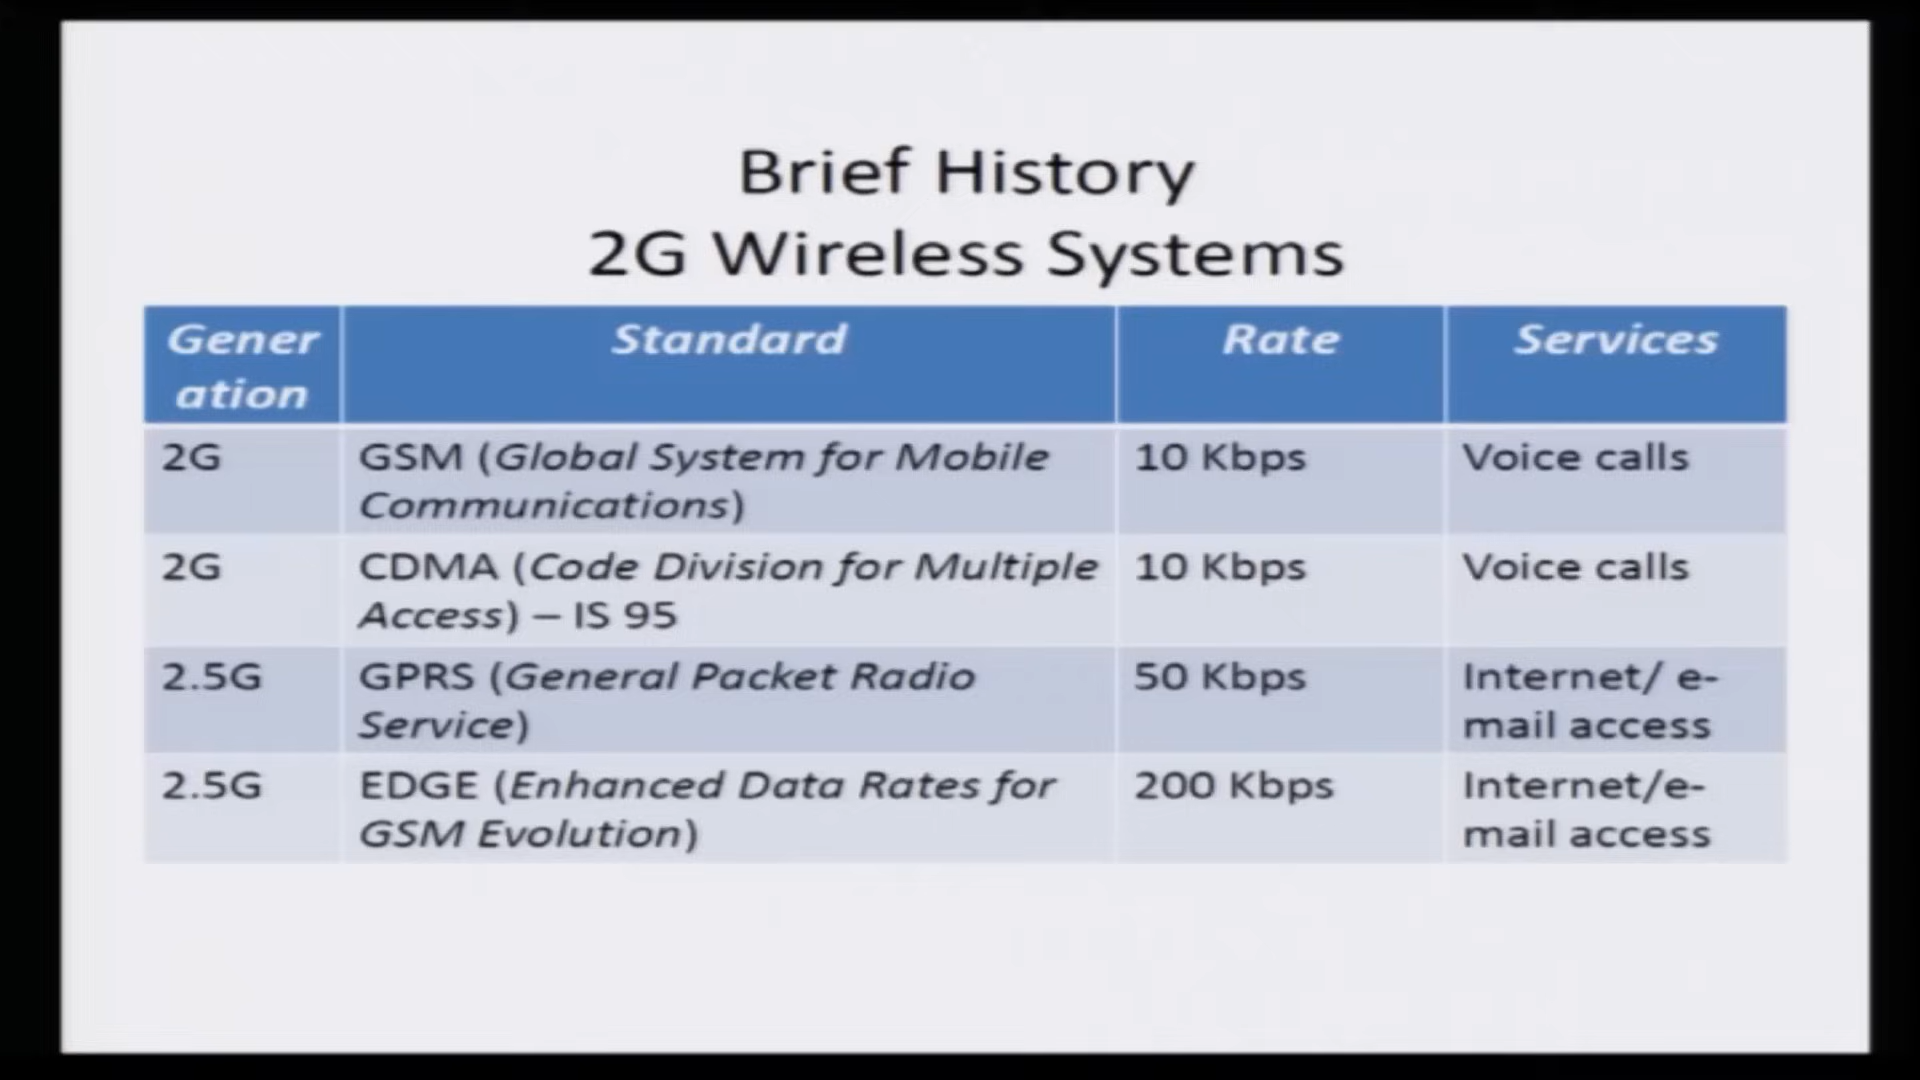 Brief History
2G Wireless Systems
Gener
ation
Standard
Rate
Services
2G
GSM (Global System for Mobile
Communications)
10 Kbps
Voice calls
2G
CDMA (Code Division for Multiple
Access) – IS 95
10 Kbps
Voice calls
2.5G
GPRS (General Packet Radio
Service)
50 Kbps
Internet/ e-
mail access
2.5G
EDGE (Enhanced Data Rates for
GSM Evolution)
200 Kbps
Internet/e-
mail access